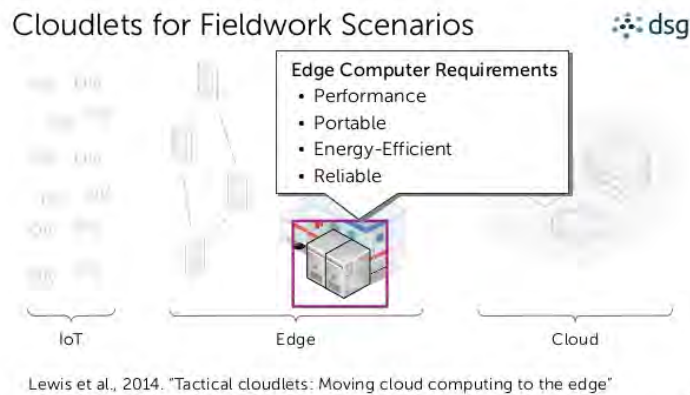 Cloudlets for Fieldwork Scenarios
dsg
Edge Computer Requirements
• Performance
• Portable
• Energy-Efficient
• Reliable
IoT
Edge
Cloud
Lewis et al., 2014. "Tactical cloudlets: Moving cloud computing to the edge"